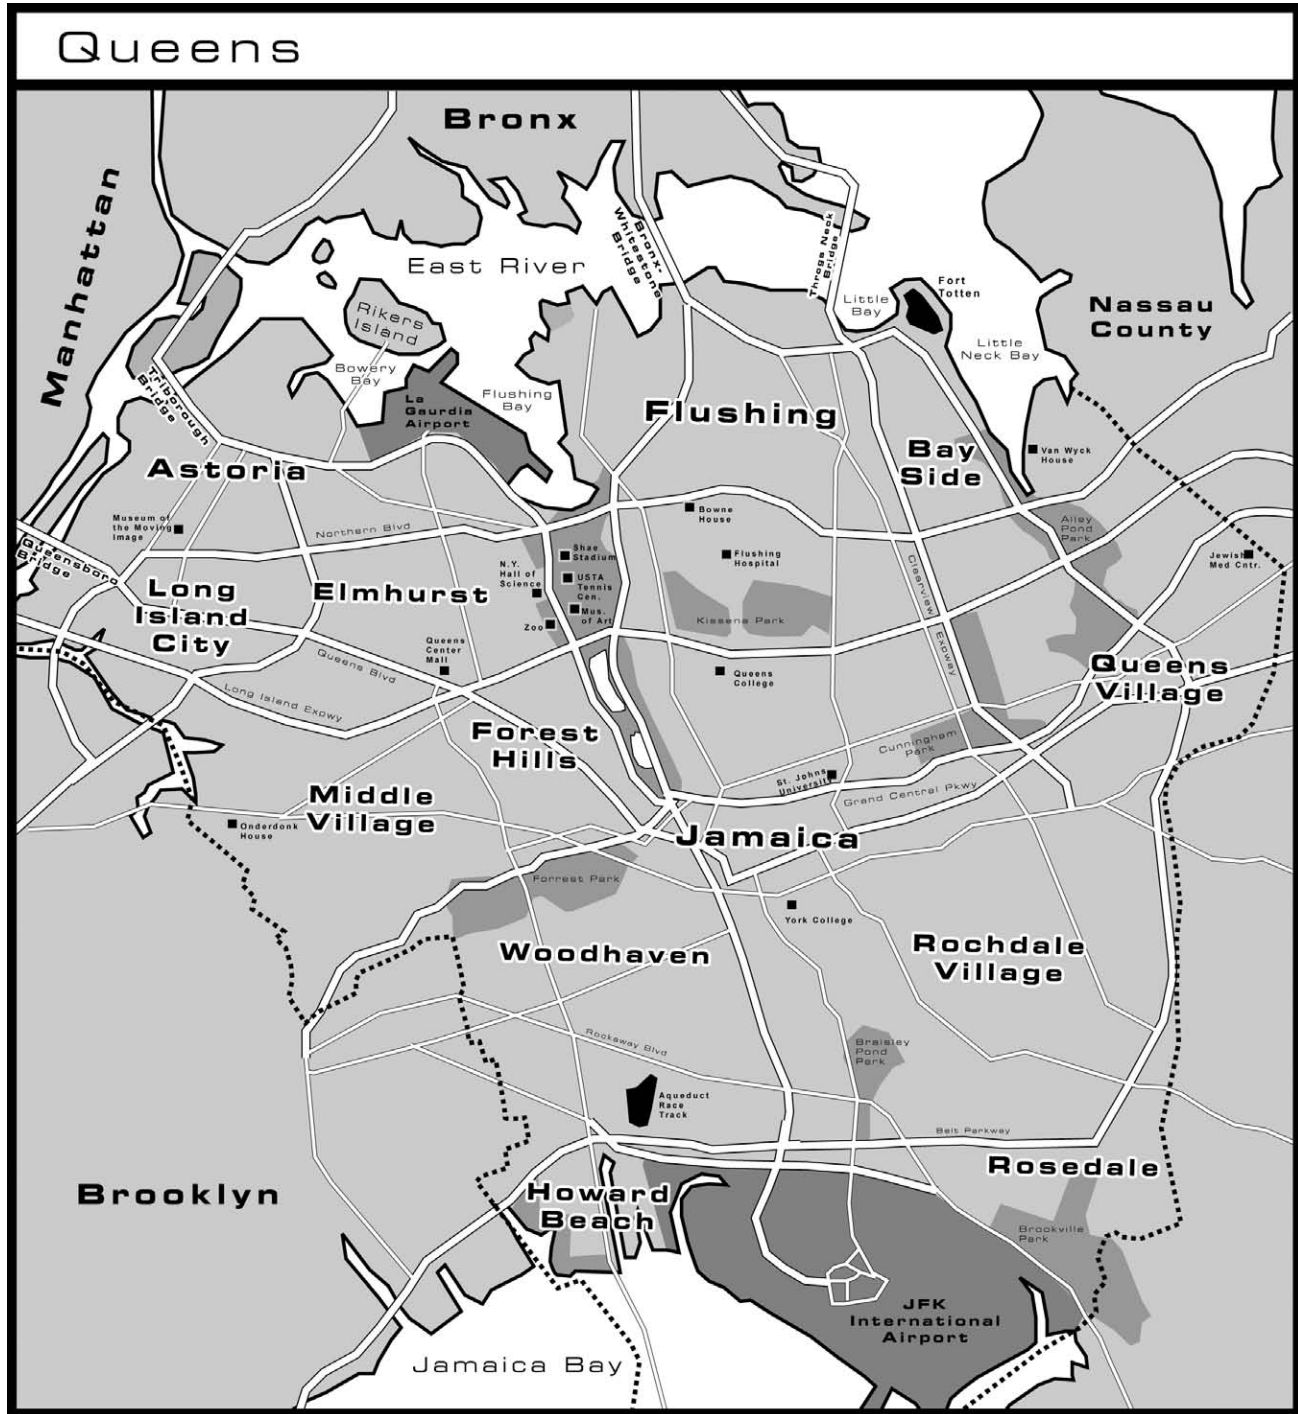 Queens
Bronx
Manhattan
East River
Bronx-
Whitestone
Bridge
Throgs Neck
Bridge
Fort
Totten
Little
Bay
Nassau
County
Rikers
Island
Little
Neck Bay
Bowery
Bay
Triborough
Bridge
La
Gaurdia
Airport
Flushing
Bay
Flushing
Bay
Side
Van Wyck
House
Astoria
Museum of
the Moving
Image
Northern Blvd
Bowne
House
Alley
Pond
Park
Queensboro
Bridge
Shae
Stadium
N.Y.
Hall of
Science
USTA
Tennis
Cen.
Mus.
of Art
Zoo
Flushing
Hospital
Jewish
Med Cntr.
Clearview
Expway
Long
Island
City
Elmhurst
Kissena Park
Queens
Center
Mall
Queens Blvd
Long Island Expwy
Queens
College
Queens
Village
Forest
Hills
Cunningham
Park
St. Johns
University
Grand Central Pkwy
Middle
Village
Onderdonk
House
Jamaica
Forrest Park
York College
Woodhaven
Rochdale
Village
Rockaway Blvd
Braisley
Pond
Park
Aqueduct
Race
Track
Belt Parkway
Rosedale
Brooklyn
Howard
Beach
Brookville
Park
JFK
International
Airport
Jamaica Bay